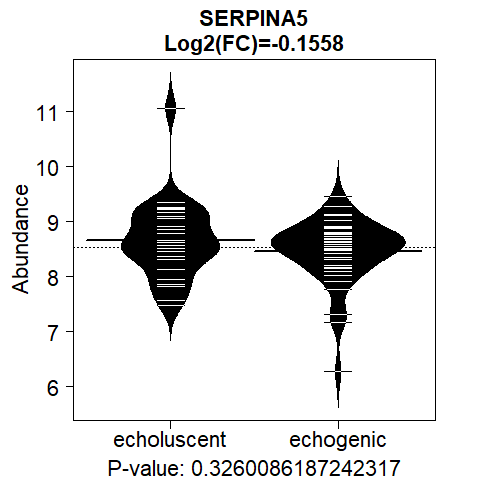 SERPINA5
Log2(FC)=-0.1558
Abundance
11
10
9
8
7
6
echoluscent echogenic
P-value: 0.3260086187242317